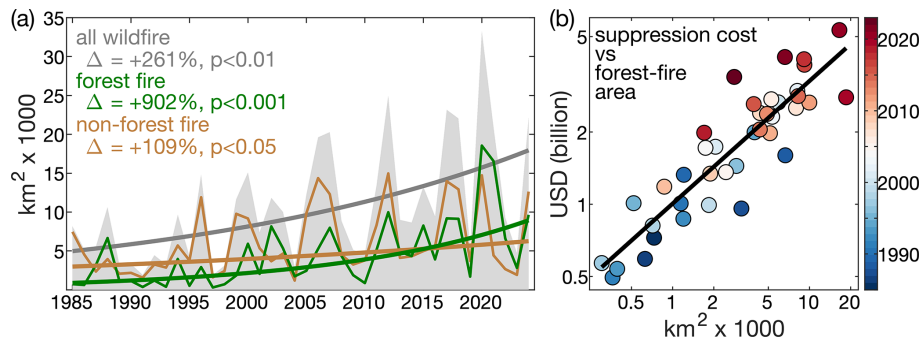 (a)
all wildfire
Δ = +261%, p<0.01
forest fire
Δ = +902%, p<0.001
non-forest fire
Δ = +109%, p<0.05
km² x 1000
35
30
25
20
15
10
5
1985 1990 1995 2000 2005 2010 2015 2020
(b)
suppression cost
vs
forest-fire
area
USD (billion)
5
2
1
0.5
0.5 1 2 5 10 20
km² x 1000
2020
2010
2000
1990